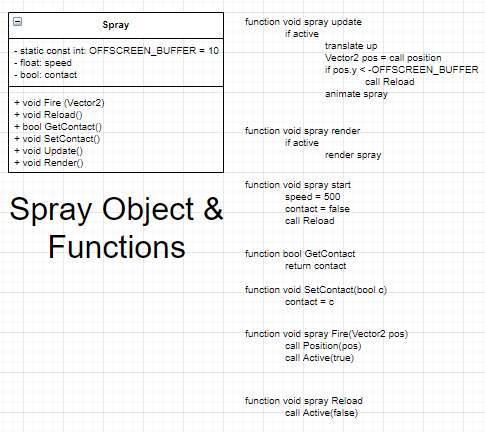 Spray
- static const int: OFFSCREEN_BUFFER = 10
- float: speed
- bool: contact
+ void Fire (Vector2)
+ void Reload()
+ bool GetContact()
+ void SetContact()
+ void Update()
+ void Render()
Spray Object &
Functions
function void spray update
if active
translate up
Vector2 pos = call position
if pos.y < -OFFSCREEN_BUFFER
call Reload
animate spray
function void spray render
if active
render spray
function void spray start
speed = 500
contact = false
call Reload
function bool GetContact
return contact
function void SetContact(bool c)
contact = c
function void spray Fire(Vector2 pos)
call Position(pos)
call Active(true)
function void spray Reload
call Active(false)